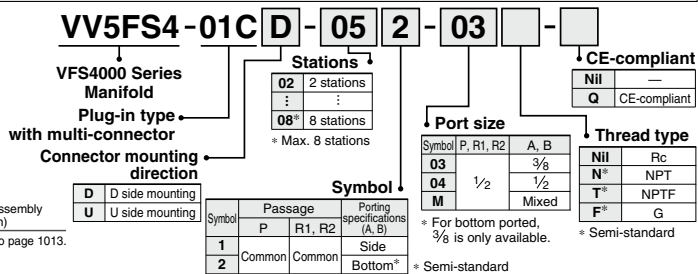 VV5FS4-01C D - 05 2 - 03 -
VFS4000 Series
Manifold
Plug-in type
with multi-connector
Connector mounting
direction
D D side mounting
U U side mounting
Stations
02 2 stations
⋮ ⋮
08* 8 stations
* Max. 8 stations
Symbol
Symbol Passage Porting specifications (A, B)
P R1, R2
1 Common Common Side
2 Bottom*
* Semi-standard
Port size
Symbol P, R1, R2 A, B
03 1/2 3/8
04 1/2
M Mixed
* For bottom ported,
3/8 is only available.
CE-compliant
Nil —
Q CE-compliant
Thread type
Nil Rc
N* NPT
T* NPTF
F* G
* Semi-standard
page 1013.